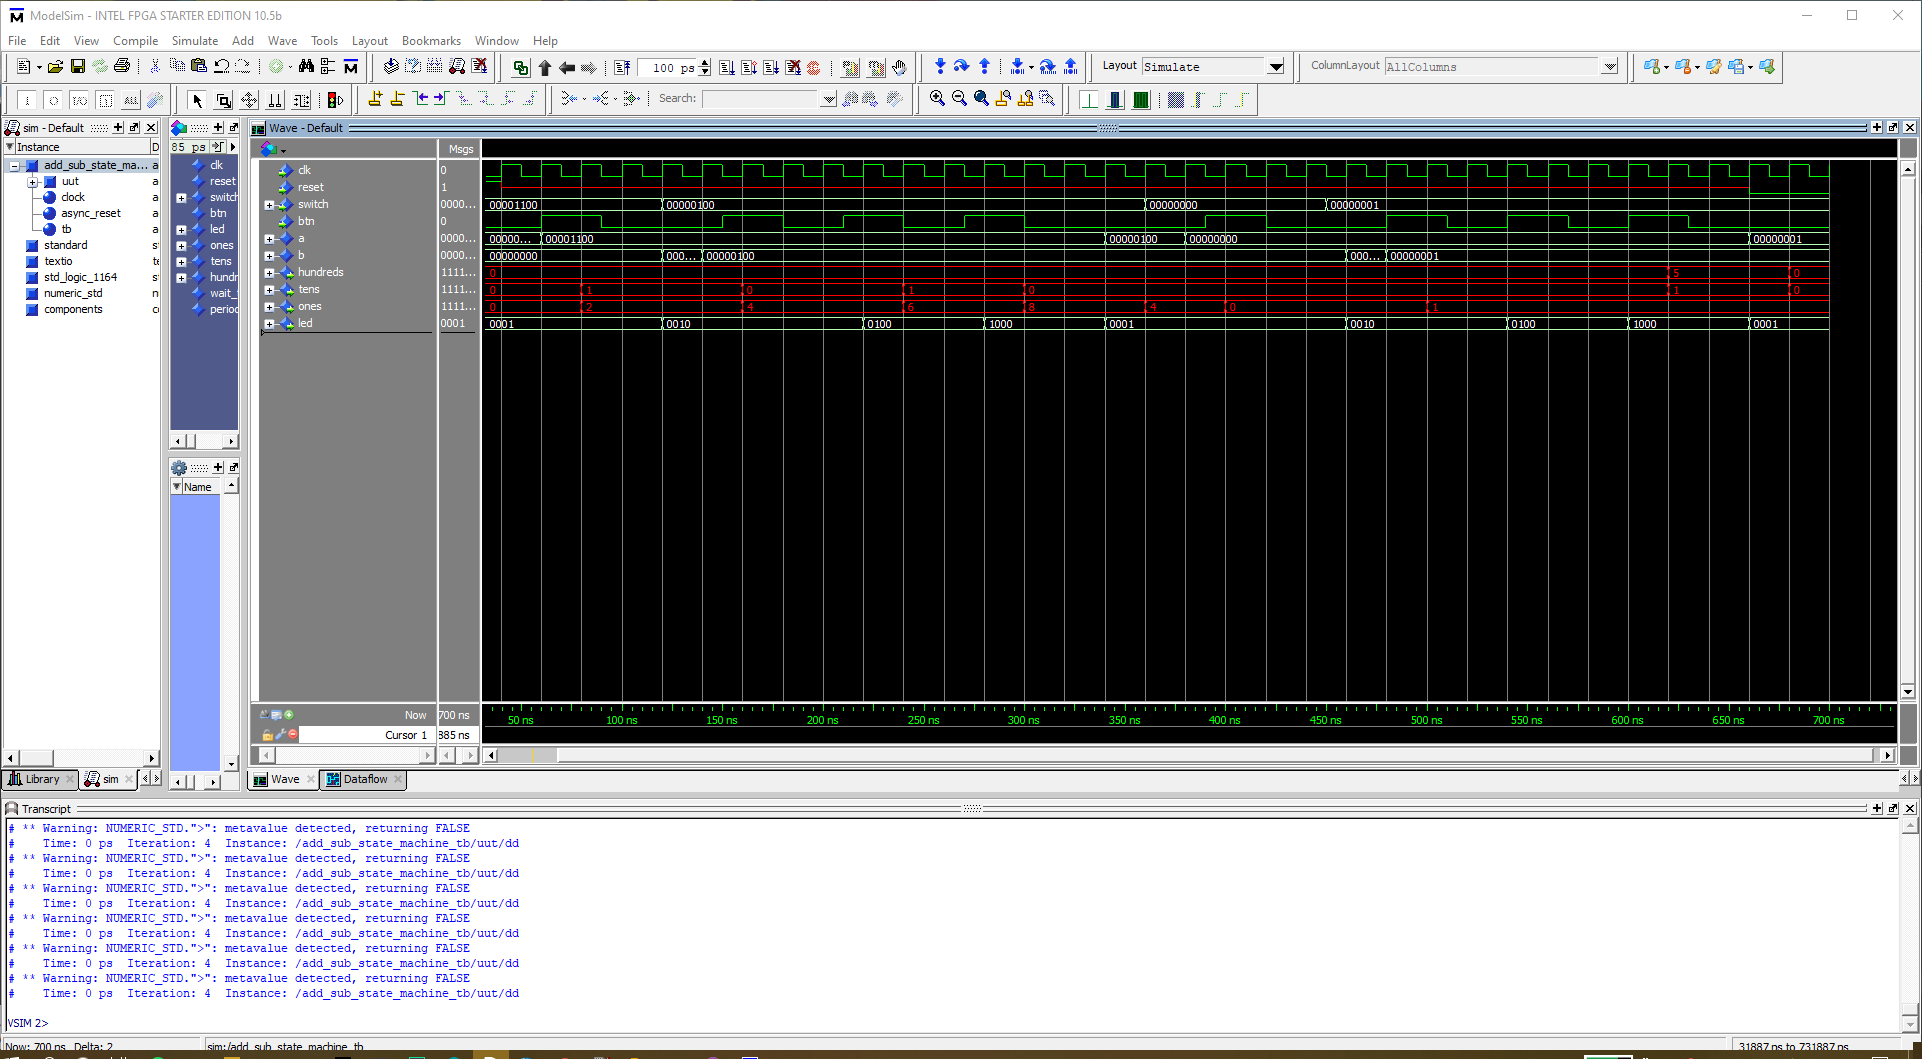 ModelSim - INTEL FPGA STARTER EDITION 10.5b
File Edit View Compile Simulate Add Wave Tools Layout Bookmarks Window Help
100 ps
Layout Simulate
ColumnLayout AllColumns
Search:
sim - Default
Instance
add_sub_state_ma...
uut
clock
async_reset
tb
standard
textio
std_logic_1164
numeric_std
components
85 ps
clk
reset
switch
btn
led
ones
tens
hundr
wait_
period
Name
Wave - Default
Msgs
clk 0
reset 1
switch 0000... 00001100 00000100 00000000 00000001
btn 0
a 0000... 00000... 00001100 00000100 00000000 00000001
b 0000... 00000000 000... 00000100 000... 00000001
hundreds 1111... 0 5 0
tens 1111... 0 1 0 1 0 1 0
ones 1111... 0 2 4 6 8 4 0 1
led 0001 0001 0010 0100 1000 0001 0010 0100 1000 0001
Now 700 ns
50 ns 100 ns 150 ns 200 ns 250 ns 300 ns 350 ns 400 ns 450 ns 500 ns 550 ns 600 ns 650 ns 700 ns
Cursor 1 385 ns
Library sim
Wave Dataflow
Transcript
# ** Warning: NUMERIC_STD.">": metavalue detected, returning FALSE
# Time: 0 ps Iteration: 4 Instance: /add_sub_state_machine_tb/uut/dd
# ** Warning: NUMERIC_STD.">": metavalue detected, returning FALSE
# Time: 0 ps Iteration: 4 Instance: /add_sub_state_machine_tb/uut/dd
# ** Warning: NUMERIC_STD.">": metavalue detected, returning FALSE
# Time: 0 ps Iteration: 4 Instance: /add_sub_state_machine_tb/uut/dd
# ** Warning: NUMERIC_STD.">": metavalue detected, returning FALSE
# Time: 0 ps Iteration: 4 Instance: /add_sub_state_machine_tb/uut/dd
# ** Warning: NUMERIC_STD.">": metavalue detected, returning FALSE
# Time: 0 ps Iteration: 4 Instance: /add_sub_state_machine_tb/uut/dd
# ** Warning: NUMERIC_STD.">": metavalue detected, returning FALSE
# Time: 0 ps Iteration: 4 Instance: /add_sub_state_machine_tb/uut/dd
VSIM 2>
Now: 700 ns Delta: 2
sim:/add_sub_state_machine_tb
31887 ps to 731887 ps